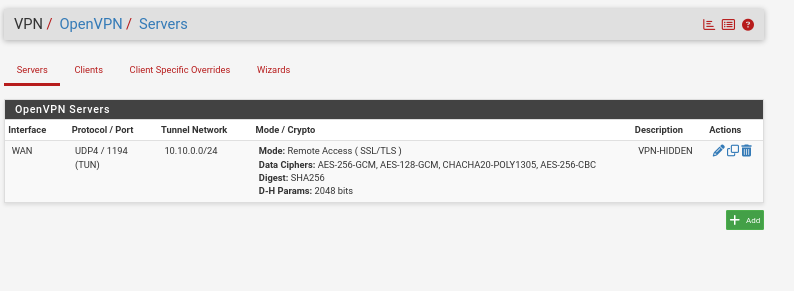 VPN / OpenVPN / Servers
Servers Clients Client Specific Overrides Wizards
OpenVPN Servers
Interface Protocol / Port Tunnel Network Mode / Crypto Description Actions
WAN UDP4 / 1194 10.10.0.0/24 Mode: Remote Access ( SSL/TLS ) VPN-HIDDEN
(TUN) Data Ciphers: AES-256-GCM, AES-128-GCM, CHACHA20-POLY1305, AES-256-CBC
Digest: SHA256
D-H Params: 2048 bits
Add